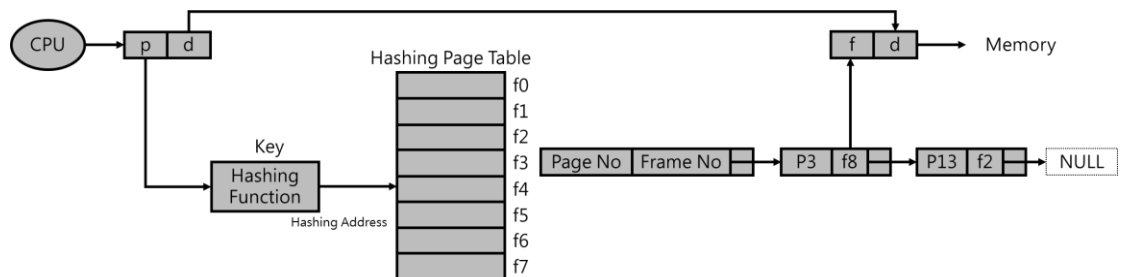 CPU
p d
f d
Memory
Hashing Page Table
f0
f1
f2
f3
f4
f5
f6
f7
Key
Hashing
Function
Hashing Address
Page No Frame No
P3 f8
P13 f2
NULL